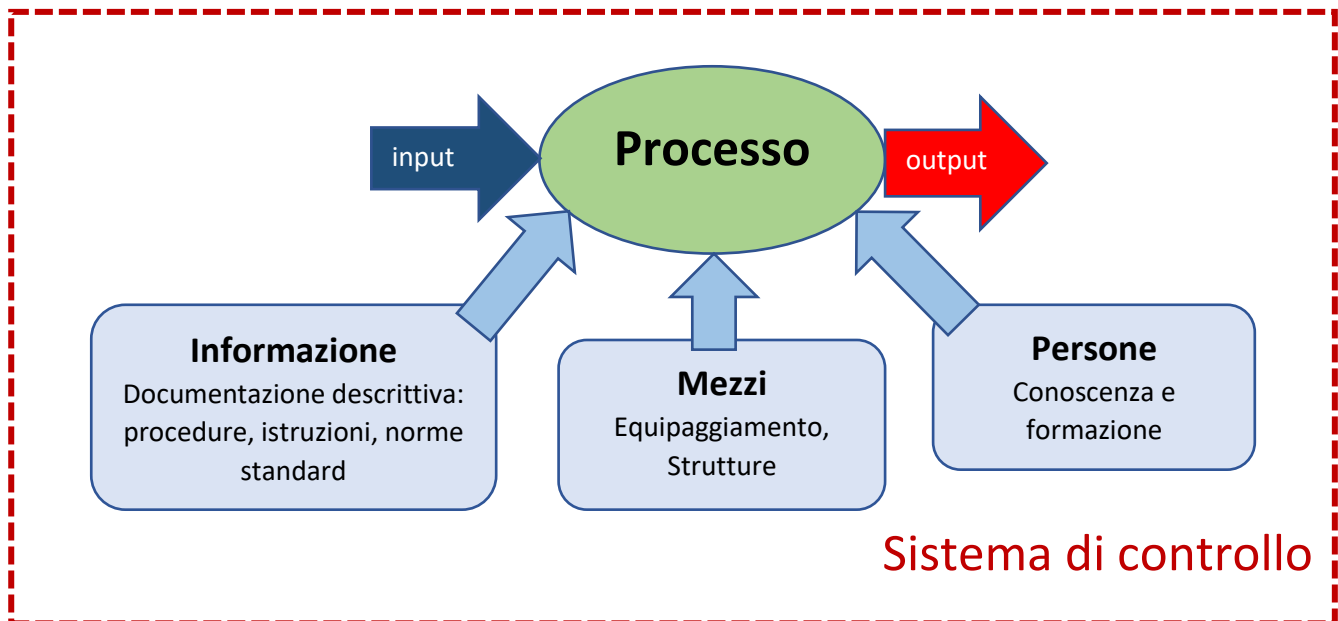 Processo
input
output
Informazione
Documentazione descrittiva:
procedure, istruzioni, norme
standard
Mezzi
Equipaggiamento,
Strutture
Persone
Conoscenza e
formazione
Sistema di controllo